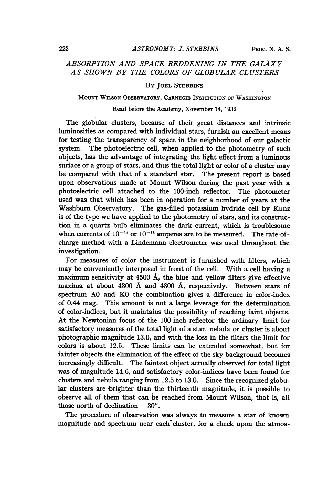 222 ASTRONOMY: J. STEBBINS PROC. N. A. S.
ABSORPTION AND SPACE REDDENING IN THE GALAXY
AS SHOWN BY THE COLORS OF GLOBULAR CLUSTERS
BY JOEL STEBBINS
MOUNT WILSON OBSERVATORY, CARNEGIE INSTITUTION OF WASHINGTON
Read before the Academy, November 14, 1932
The globular clusters, because of their great distances and intrinsic
luminosities as compared with individual stars, furnish an excellent means
for testing the transparency of space in the neighborhood of our galactic
system. The photoelectric cell, when applied to the photometry of such
objects, has the advantage of integrating the light effect from a luminous
surface or a group of stars, and thus the total light or color of a cluster may
be compared with that of a standard star. The present report is based
upon observations made at Mount Wilson during the past year with a
photoelectric cell attached to the 100-inch reflector. The photometer
used was that which has been in operation for a number of years at the
Washburn Observatory. The gas-filled potassium hydride cell by Kunz
is of the type we have applied to the photometry of stars, and its construc-
tion in a quartz bulb eliminates the dark current, which is troublesome
when currents of or ampere are to be measured. The rate-of-
charge method with a Lindemann electrometer was used throughout the
investigation.
For measures of color the instrument is furnished with filters, which
may be conveniently interposed in front of the cell. With a cell having a
maximum sensitivity at 4500 Å, the blue and yellow filters give effective
maxima at about 4300 and 4800 Å, respectively. Between stars of
spectrum A0 and K0 the combination gives a difference in color-index
of 0.44 mag. This amount is not a large leverage for the determination
of color-indices, but it maintains the possibility of reaching faint objects.
At the Newtonian focus of the 100-inch reflector the ordinary limit for
satisfactory measures of the total light of a star, nebula or cluster is about
photographic magnitude 13.0, and with the loss in the filters the limit for
colors is about 12.5. These limits can be extended somewhat, but for
fainter objects the elimination of the effect of the sky background becomes
increasingly difficult. The faintest object actually observed for total light
was of magnitude 14.6, and satisfactory color-indices have been found for
clusters and nebula ranging from 12.5 to 13.0. Since the recognized globu-
lar clusters are brighter than the thirteenth magnitude, it is possible to
observe all of them that can be reached from Mount Wilson, that is, all
those north of declination 30°.
The procedure of observation was always to measure a star of known
magnitude and spectrum near each cluster, for a check upon the atmos-